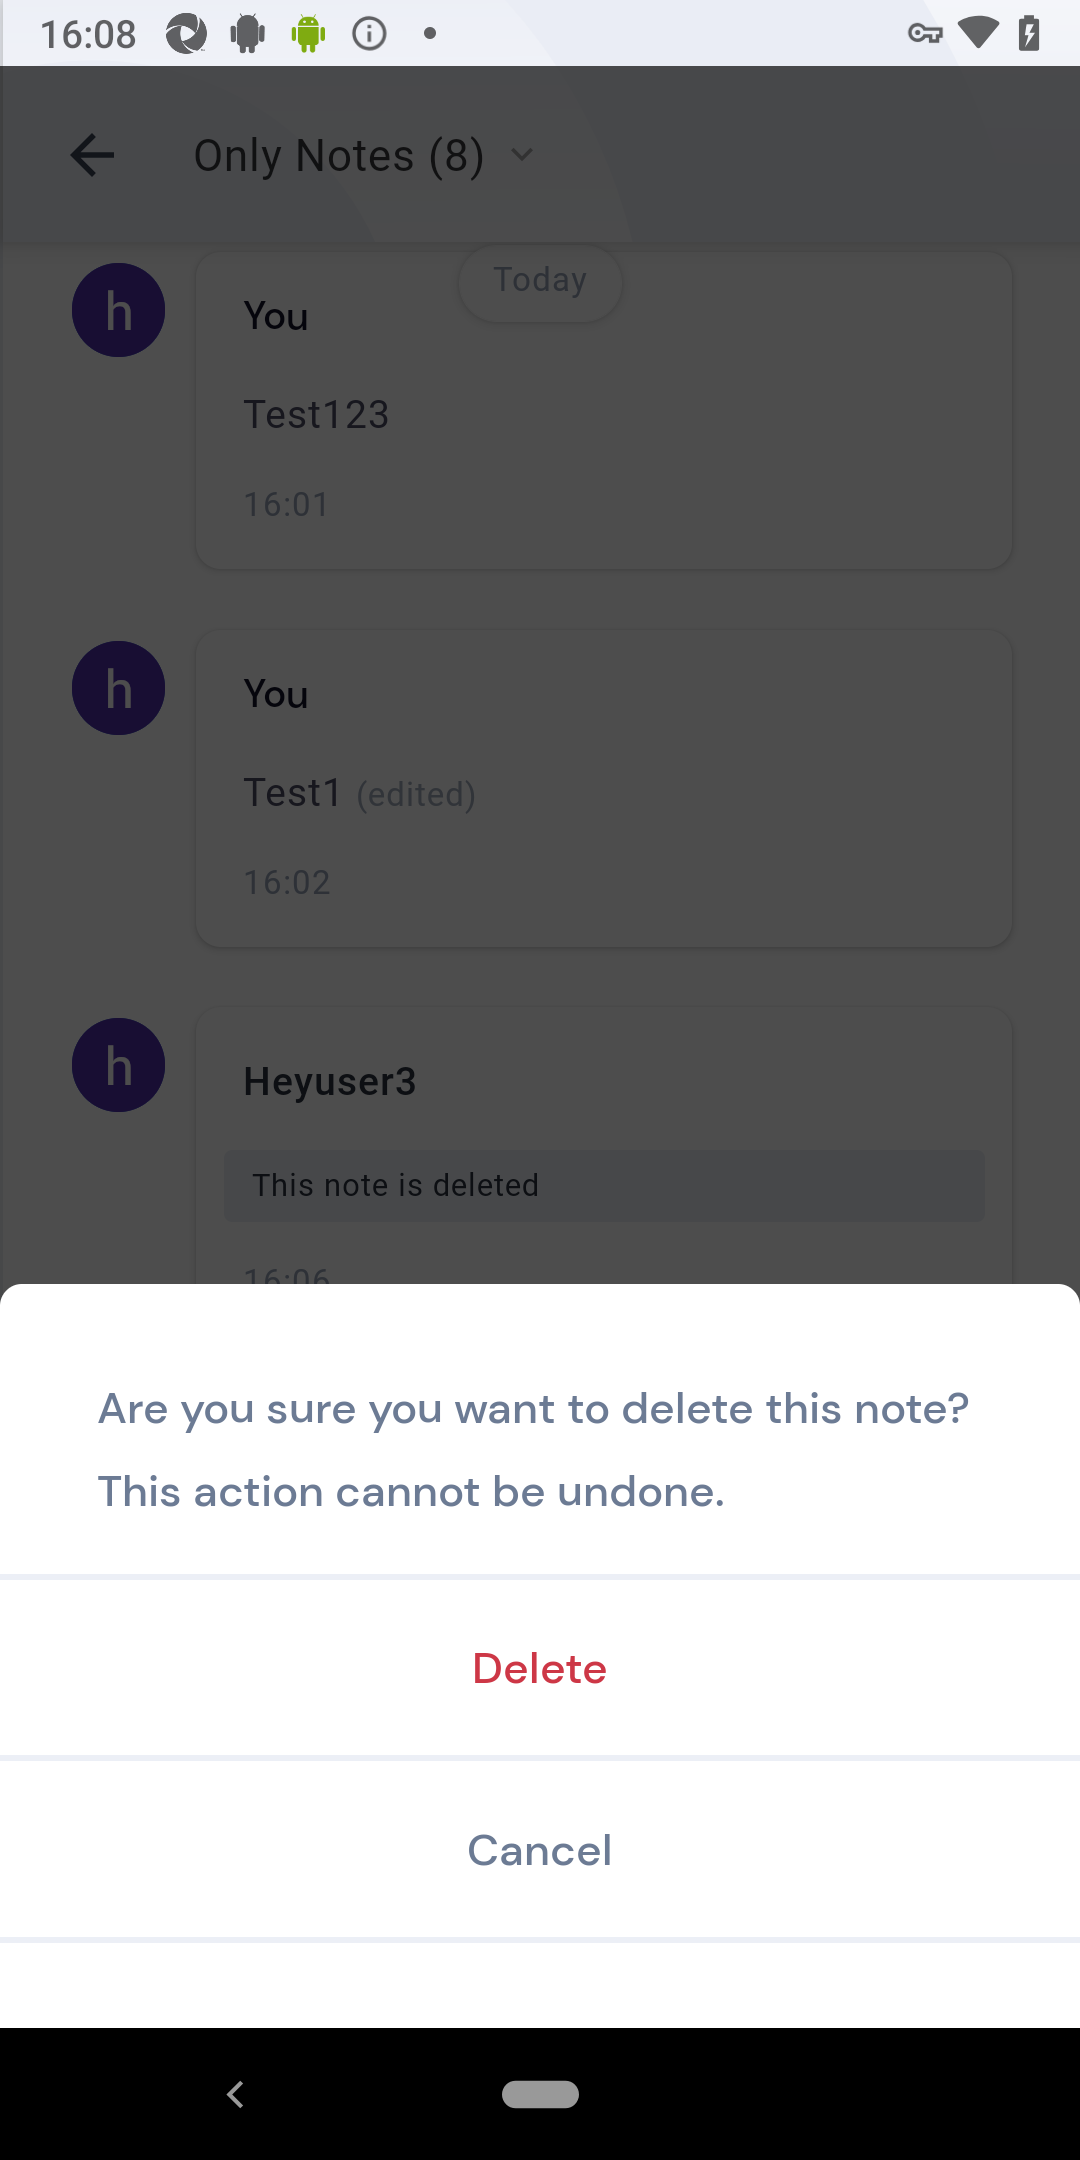 16:08
Only Notes (8)
Today
h
You
Test123
16:01
h
You
Test1 (edited)
16:02
h
Heyuser3
This note is deleted
16:06
Are you sure you want to delete this note?
This action cannot be undone.
Delete
Cancel